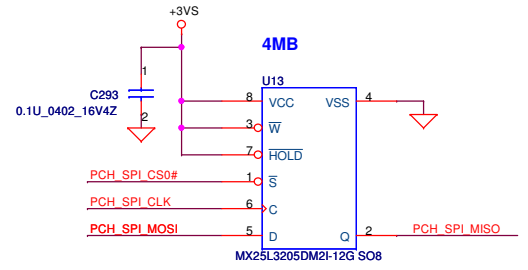 +3VS
4MB
U13
1
C293
0.1U_0402_16V4Z
2
8 VCC VSS 4
3 W
7 HOLD
PCH_SPI_CS0# 1 S
PCH_SPI_CLK 6 C
PCH_SPI_MOSI 5 D Q 2 PCH_SPI_MISO
MX25L3205DM2I-12G SO8